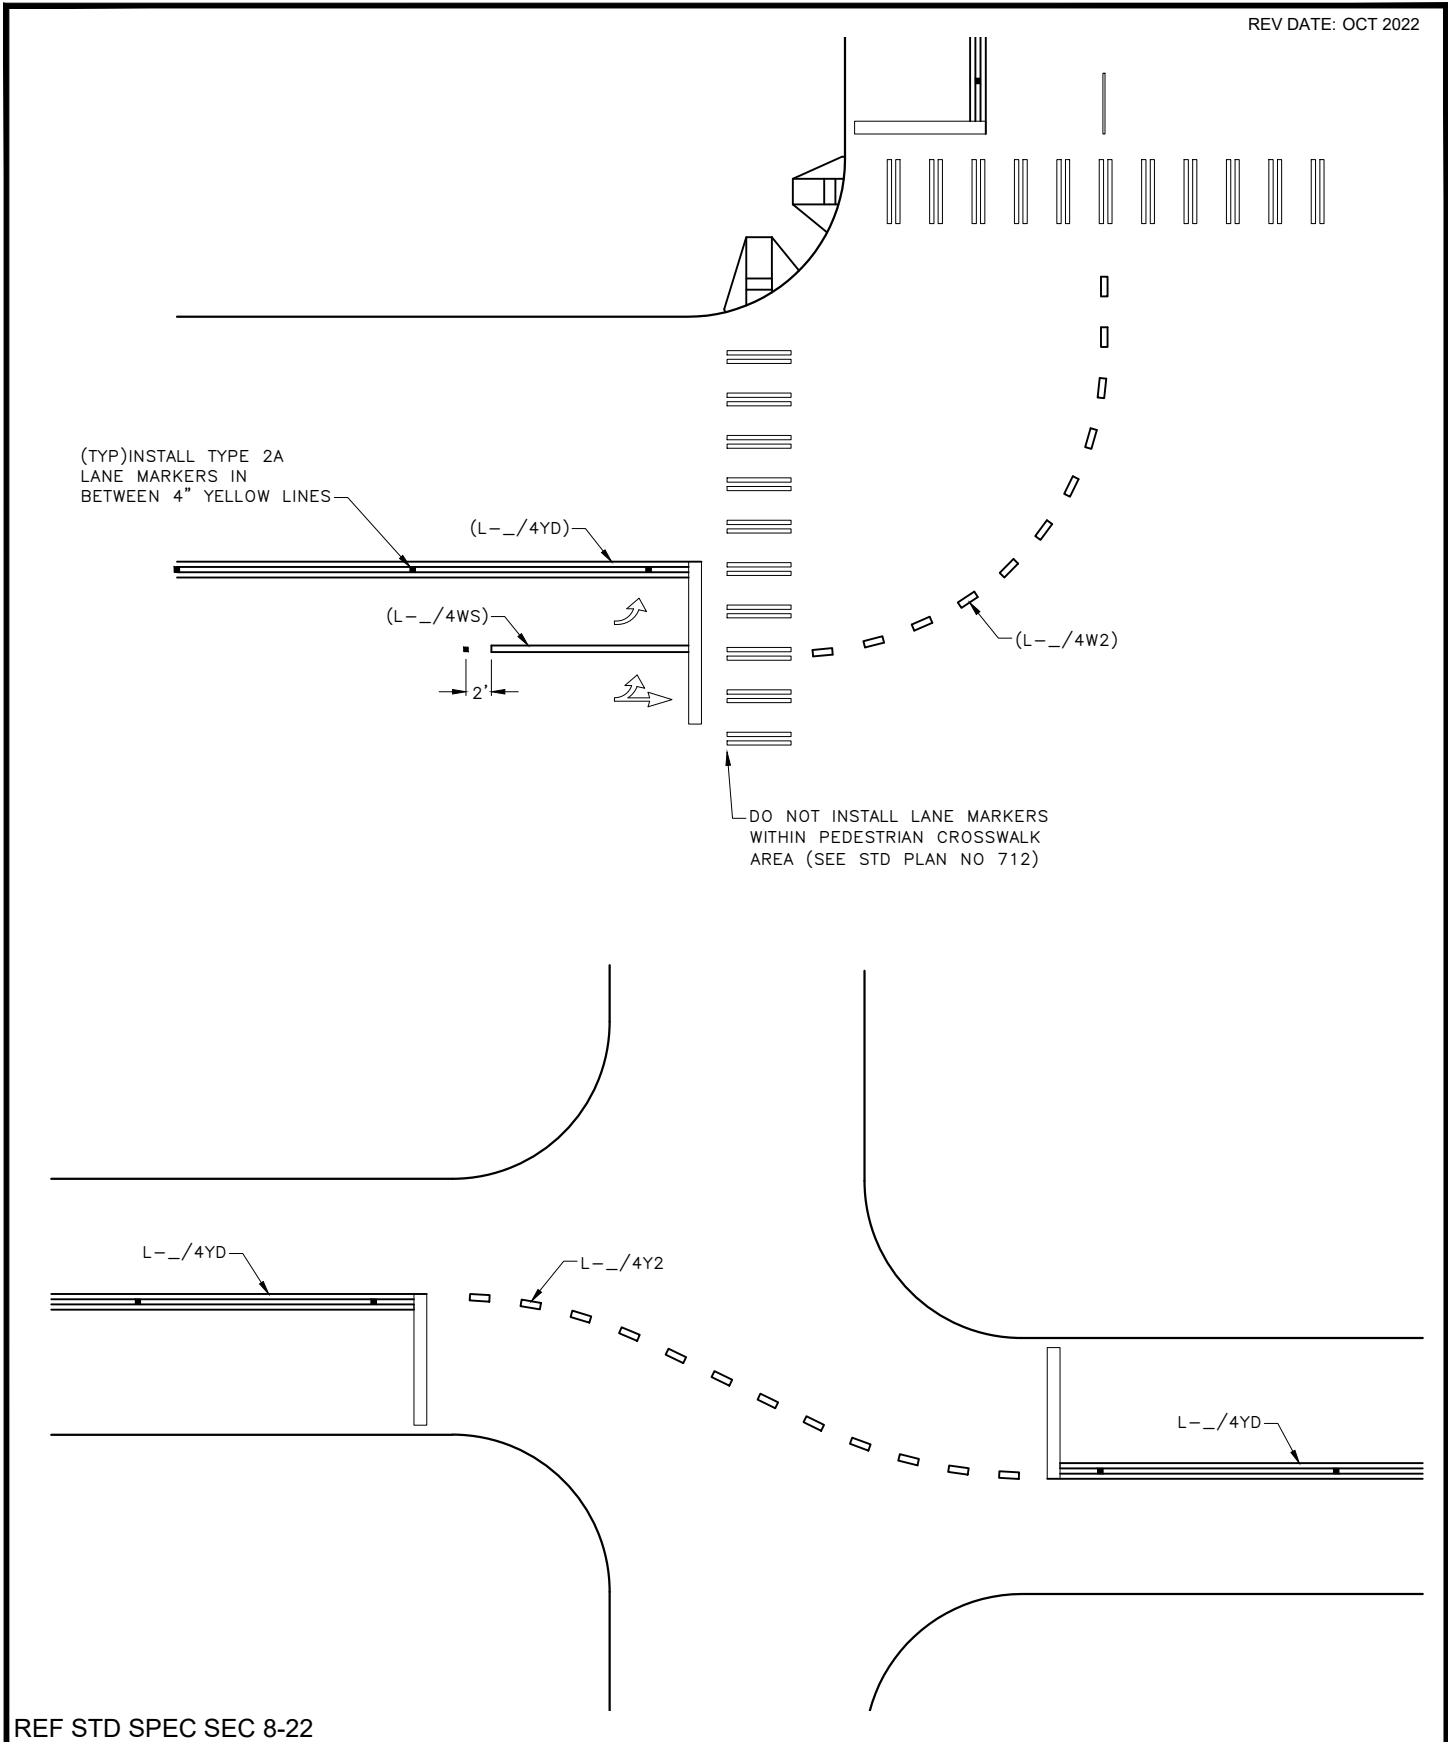 REV DATE: OCT 2022
(TYP)INSTALL TYPE 2A
LANE MARKERS IN
BETWEEN 4" YELLOW LINES
(L-_/4YD)
(L-_/4WS)
2'
(L-_/4W2)
DO NOT INSTALL LANE MARKERS
WITHIN PEDESTRIAN CROSSWALK
AREA (SEE STD PLAN NO 712)
L-_/4YD
L-_/4Y2
L-_/4YD
REF STD SPEC SEC 8-22